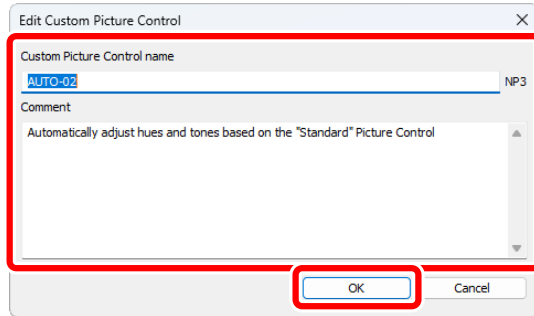 Edit Custom Picture Control
Custom Picture Control name
AUTO-02 NP3
Comment
Automatically adjust hues and tones based on the "Standard" Picture Control
OK Cancel